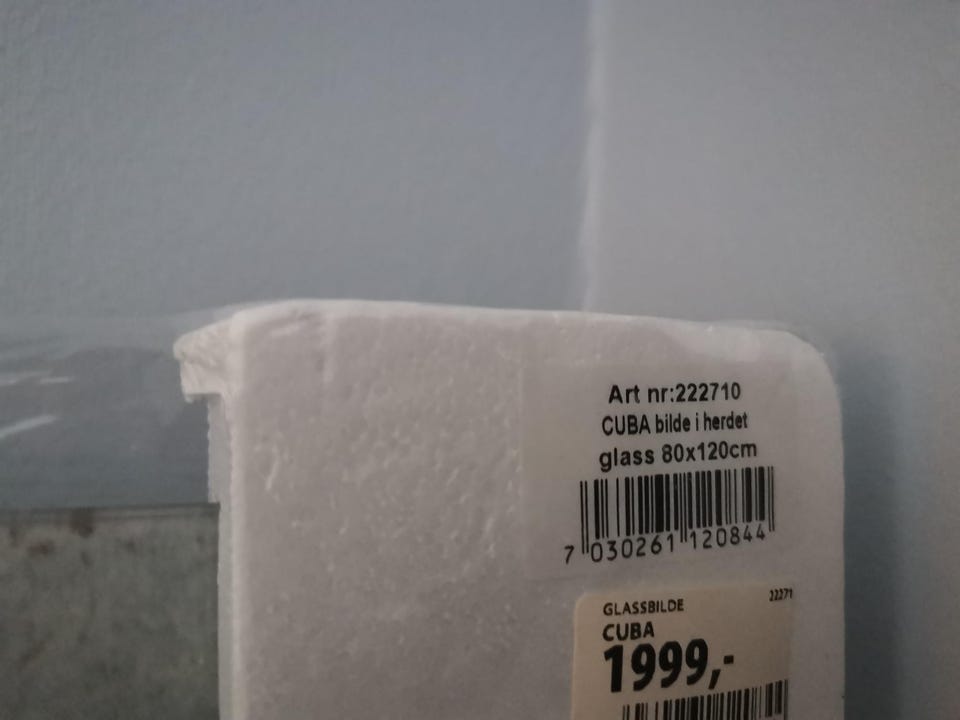 Art nr:222710
CUBA bilde i herdet
glass 80x120cm
7 030261 120844
GLASSBILDE 22271
CUBA
1999,-